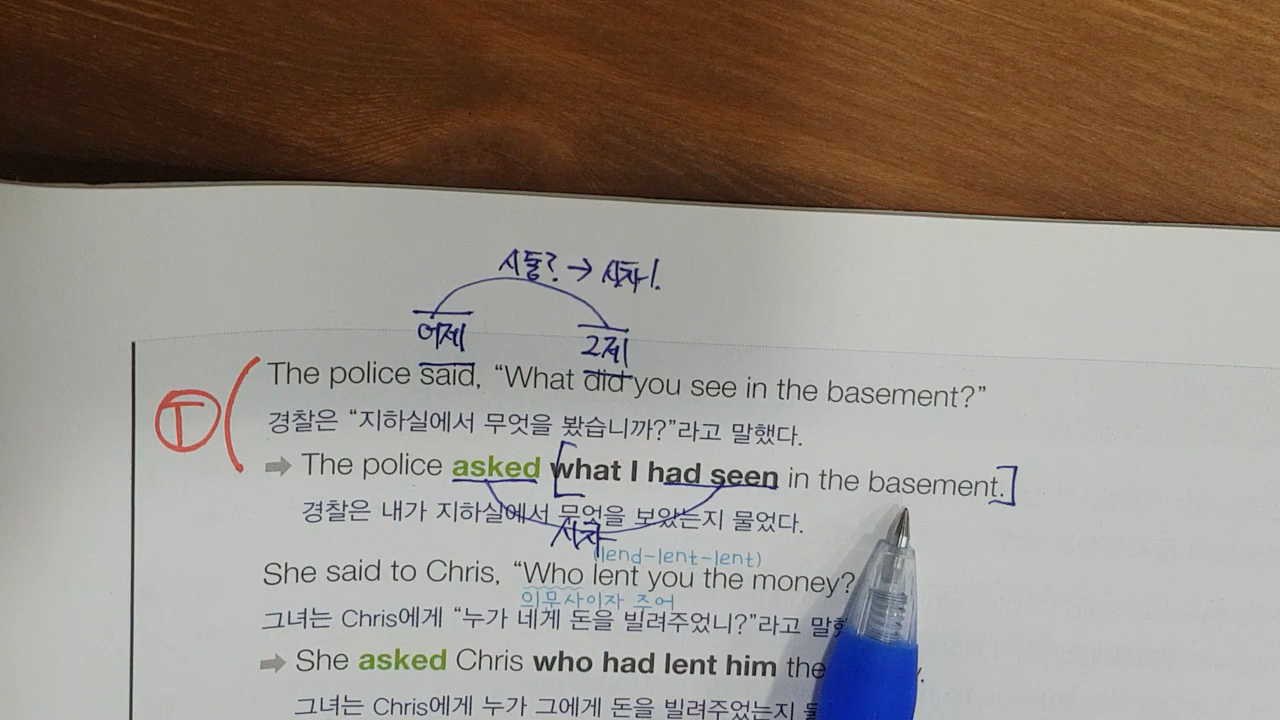 시동? → 시차!
어제 2제
T
The police said, “What did you see in the basement?”
경찰은 “지하실에서 무엇을 봤습니까?”라고 말했다.
➡ The police asked [what I had seen in the basement.]
경찰은 내가 지하실에서 무엇을 보았는지 물었다.
시차
(lend-lent-lent)
She said to Chris, “Who lent you the money?
의문사이자 주어
그녀는 Chris에게 “누가 네게 돈을 빌려주었니?”라고
➡ She asked Chris who had lent him the
그녀는 Chris에게 누가 그에게 돈을 빌려주었는지